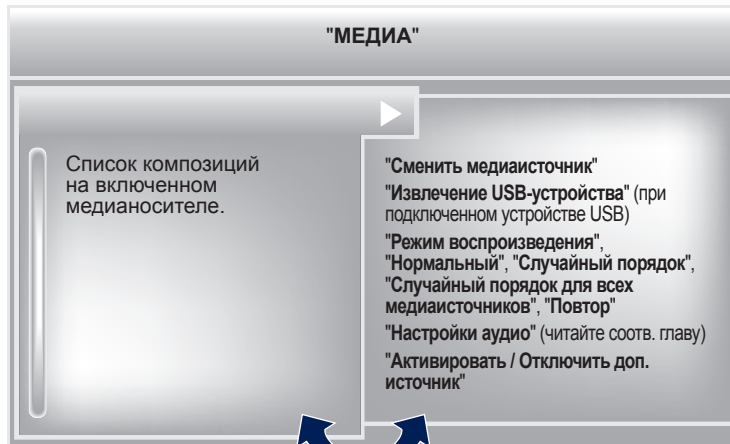 "МЕДИА"
Список композиций
на включенном
медианосителе.
"Сменить медиаисточник"
"Извлечение USB-устройства" (при
подключенном устройстве USB)
"Режим воспроизведения",
"Нормальный", "Случайный порядок",
"Случайный порядок для всех
медиаисточников", "Повтор"
"Настройки аудио" (читайте соотв. главу)
"Активировать / Отключить доп.
источник"